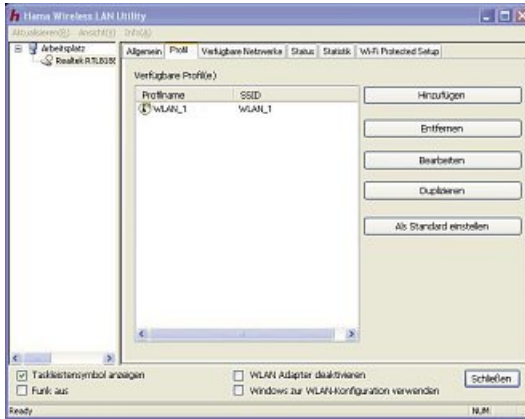 Hama Wireless LAN Utility
Aktualisieren(R) Ansicht(V) Info(A)
Arbeitsplatz
Realtek RTL8188
Allgemein Profil Verfügbare Netzwerke Status Statistik Wi-Fi Protected Setup
Verfügbare Profil(e)
Profilname SSID
WLAN_1 WLAN_1
Hinzufügen
Entfernen
Bearbeiten
Duplizieren
Als Standard einstellen
Taskleistensymbol anzeigen
WLAN Adapter deaktivieren
Funk aus
Windows zur WLAN-Konfiguration verwenden
Schließen
Ready NUM